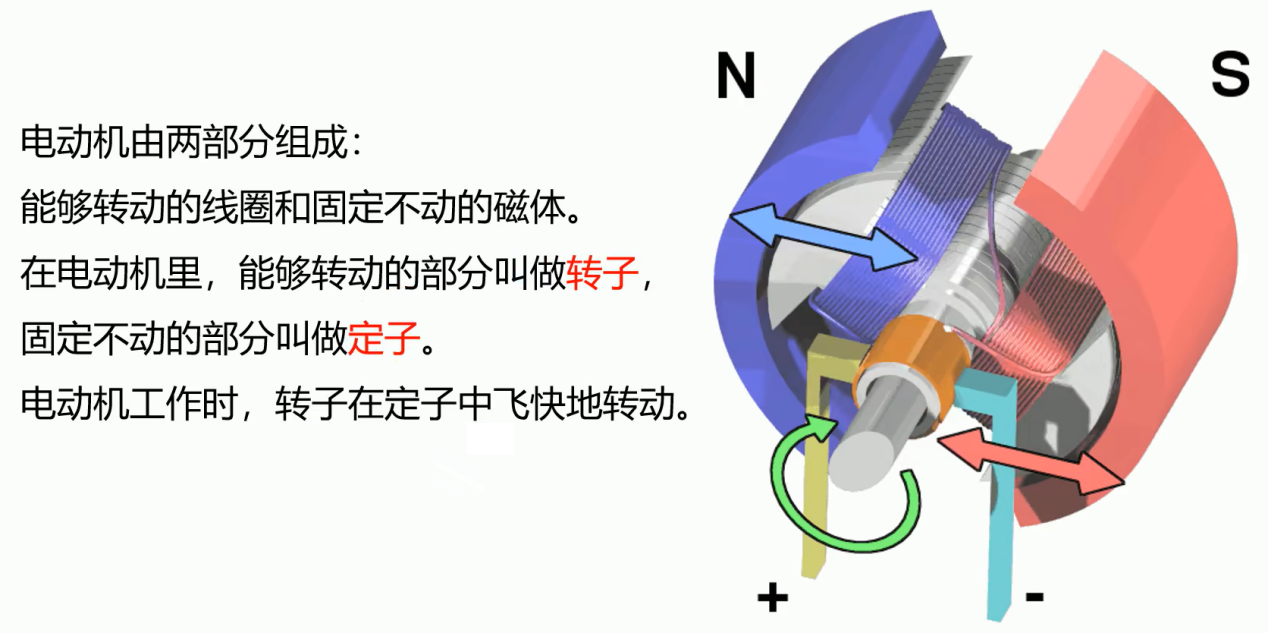 电动机由两部分组成：
能够转动的线圈和固定不动的磁体。
在电动机里，能够转动的部分叫做转子，
固定不动的部分叫做定子。
电动机工作时，转子在定子中飞快地转动。
N
S
+
-